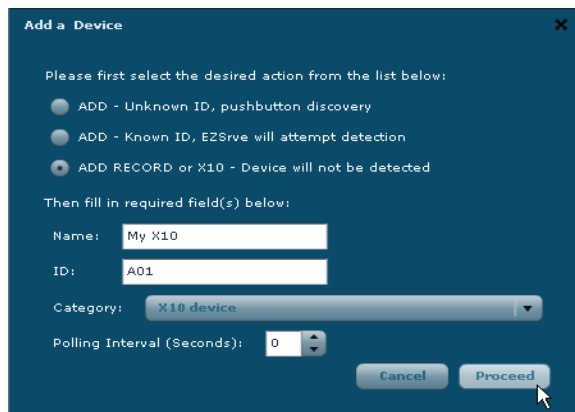 Add a Device
Please first select the desired action from the list below:
ADD - Unknown ID, pushbutton discovery
ADD - Known ID, EZSrve will attempt detection
ADD RECORD or X10 - Device will not be detected
Then fill in required field(s) below:
Name: My X10
ID: A01
Category: X10 device
Polling Interval (Seconds): 0
Cancel Proceed